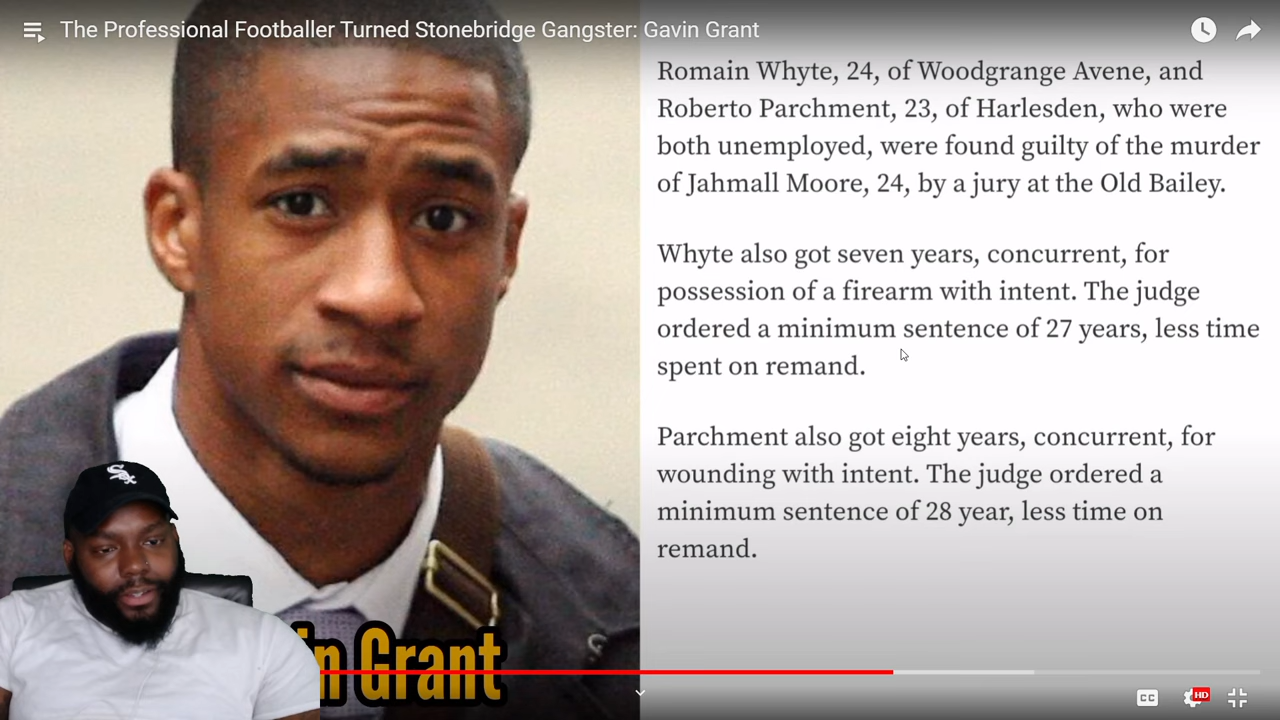 The Professional Footballer Turned Stonebridge Gangster: Gavin Grant
Romain Whyte, 24, of Woodgrange Avene, and
Roberto Parchment, 23, of Harlesden, who were
both unemployed, were found guilty of the murder
of Jahmall Moore, 24, by a jury at the Old Bailey.
Whyte also got seven years, concurrent, for
possession of a firearm with intent. The judge
ordered a minimum sentence of 27 years, less time
spent on remand.
Parchment also got eight years, concurrent, for
wounding with intent. The judge ordered a
minimum sentence of 28 year, less time on
remand.
Sox
in Grant
CC
HD